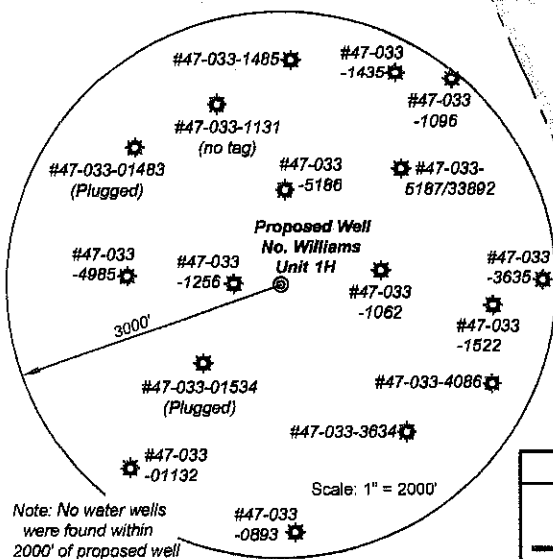 #47-033-1485
#47-033
-1435
#47-033
-1096
#47-033-1131
(no tag)
#47-033-01483
(Plugged)
#47-033
-5186
#47-033-
5187/33892
Proposed Well
No. Williams
Unit 1H
#47-033
-4985
#47-033
-1256
#47-033
-1062
#47-033
-3635
#47-033
-1522
3000'
#47-033-01534
(Plugged)
#47-033-4086
#47-033-3634
#47-033
-01132
Scale: 1" = 2000'
Note: No water wells
were found within
2000' of proposed well
#47-033
-0893